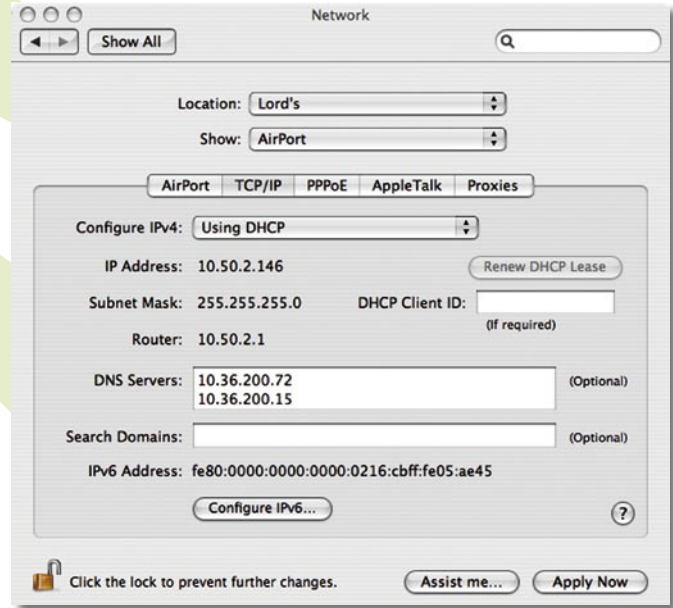 Network
Show All
Location: Lord's
Show: AirPort
AirPort TCP/IP PPPoE AppleTalk Proxies
Configure IPv4: Using DHCP
IP Address: 10.50.2.146 Renew DHCP Lease
Subnet Mask: 255.255.255.0 DHCP Client ID:
(If required)
Router: 10.50.2.1
DNS Servers: 10.36.200.72 (Optional)
10.36.200.15
Search Domains: (Optional)
IPv6 Address: fe80:0000:0000:0000:0216:cbff:fe05:ae45
Configure IPv6... ?
Click the lock to prevent further changes. Assist me... Apply Now